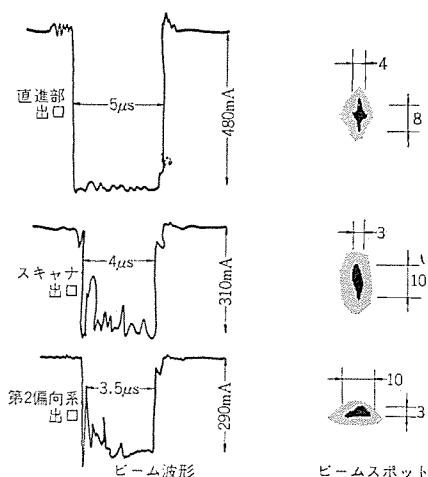 直進部
出口
5μs
480mA
4
8
スキャナ
出口
4μs
310mA
3
10
第2偏向系
出口
3.5μs
290mA
10
3
ビーム波形
ビームスポット